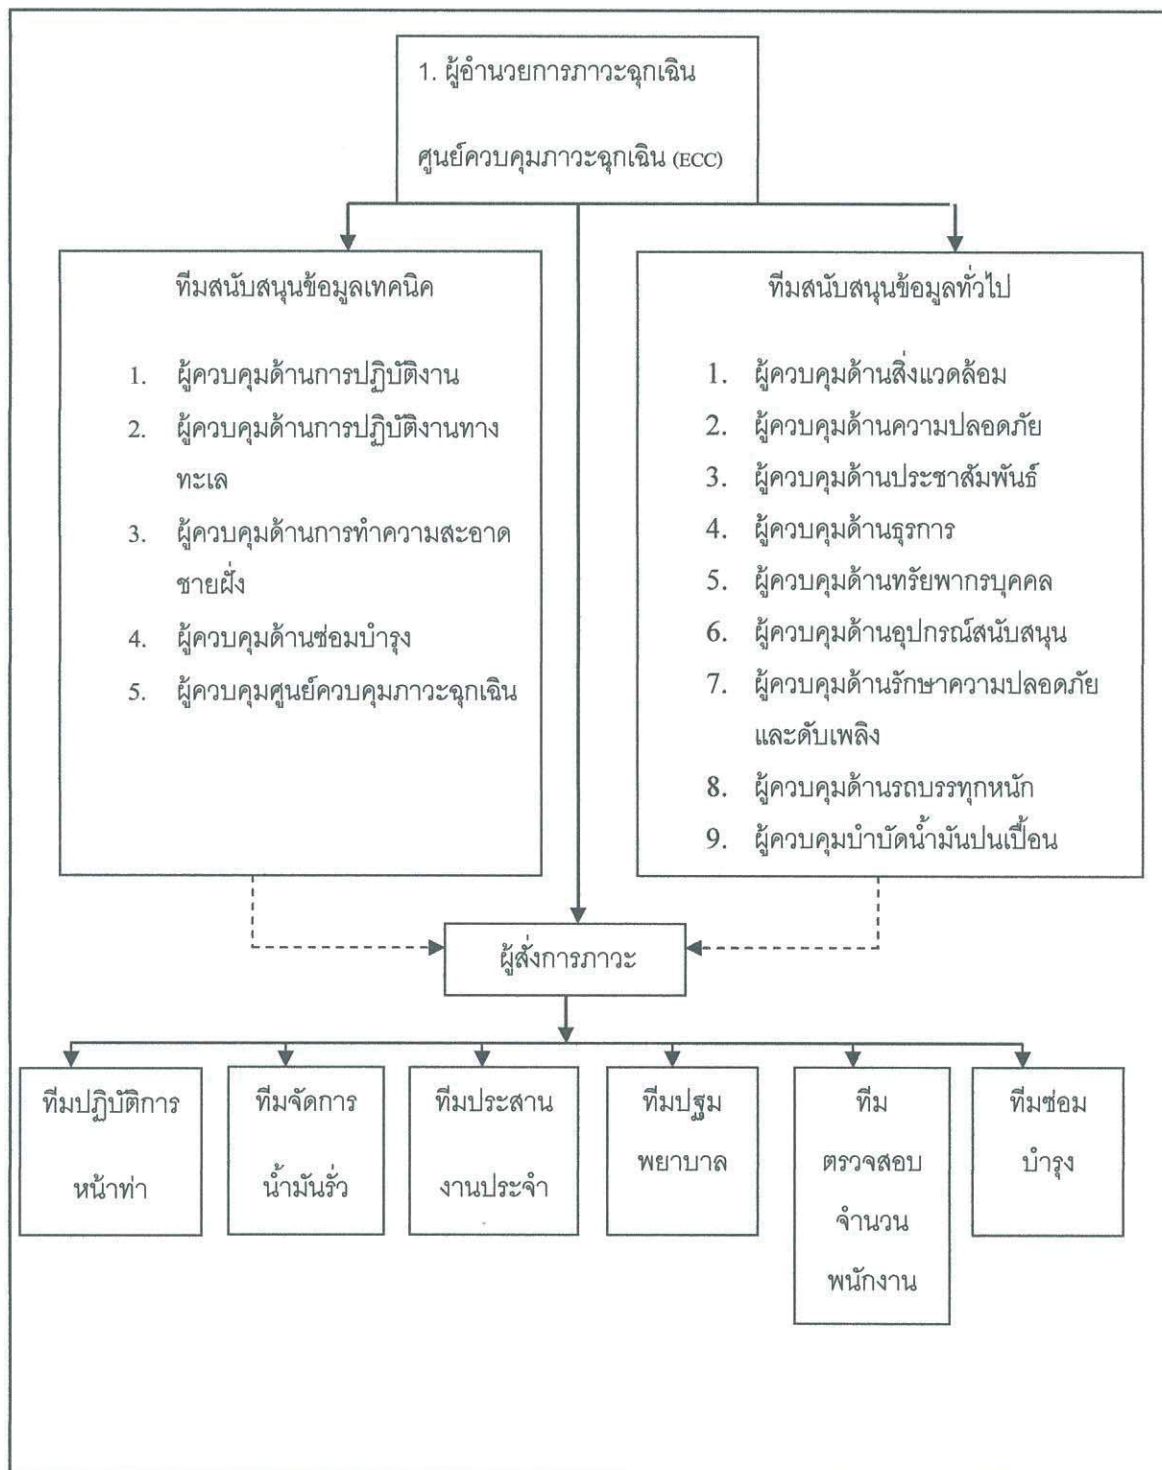 1. ผู้อำนวยการภาวะฉุกเฉิน
ศูนย์ควบคุมภาวะฉุกเฉิน (ECC)
ทีมสนับสนุนข้อมูลเทคนิค
1. ผู้ควบคุมด้านการปฏิบัติงาน
2. ผู้ควบคุมด้านการปฏิบัติงานทาง
ทะเล
3. ผู้ควบคุมด้านการทำความสะอาด
ชายฝั่ง
4. ผู้ควบคุมด้านซ่อมบำรุง
5. ผู้ควบคุมศูนย์ควบคุมภาวะฉุกเฉิน
ทีมสนับสนุนข้อมูลทั่วไป
1. ผู้ควบคุมด้านสิ่งแวดล้อม
2. ผู้ควบคุมด้านความปลอดภัย
3. ผู้ควบคุมด้านประชาสัมพันธ์
4. ผู้ควบคุมด้านธุรการ
5. ผู้ควบคุมด้านทรัยพากรบุคคล
6. ผู้ควบคุมด้านอุปกรณ์สนับสนุน
7. ผู้ควบคุมด้านรักษาความปลอดภัย
และดับเพลิง
8. ผู้ควบคุมด้านรถบรรทุกหนัก
9. ผู้ควบคุมบำบัดน้ำมันปนเปื้อน
ผู้สั่งการภาวะ
ทีมปฏิบัติการ
หน้าท่า
ทีมจัดการ
น้ำมันรั่ว
ทีมประสาน
งานประจำ
ทีมปฐม
พยาบาล
ทีม
ตรวจสอบ
จำนวน
พนักงาน
ทีมซ่อม
บำรุง